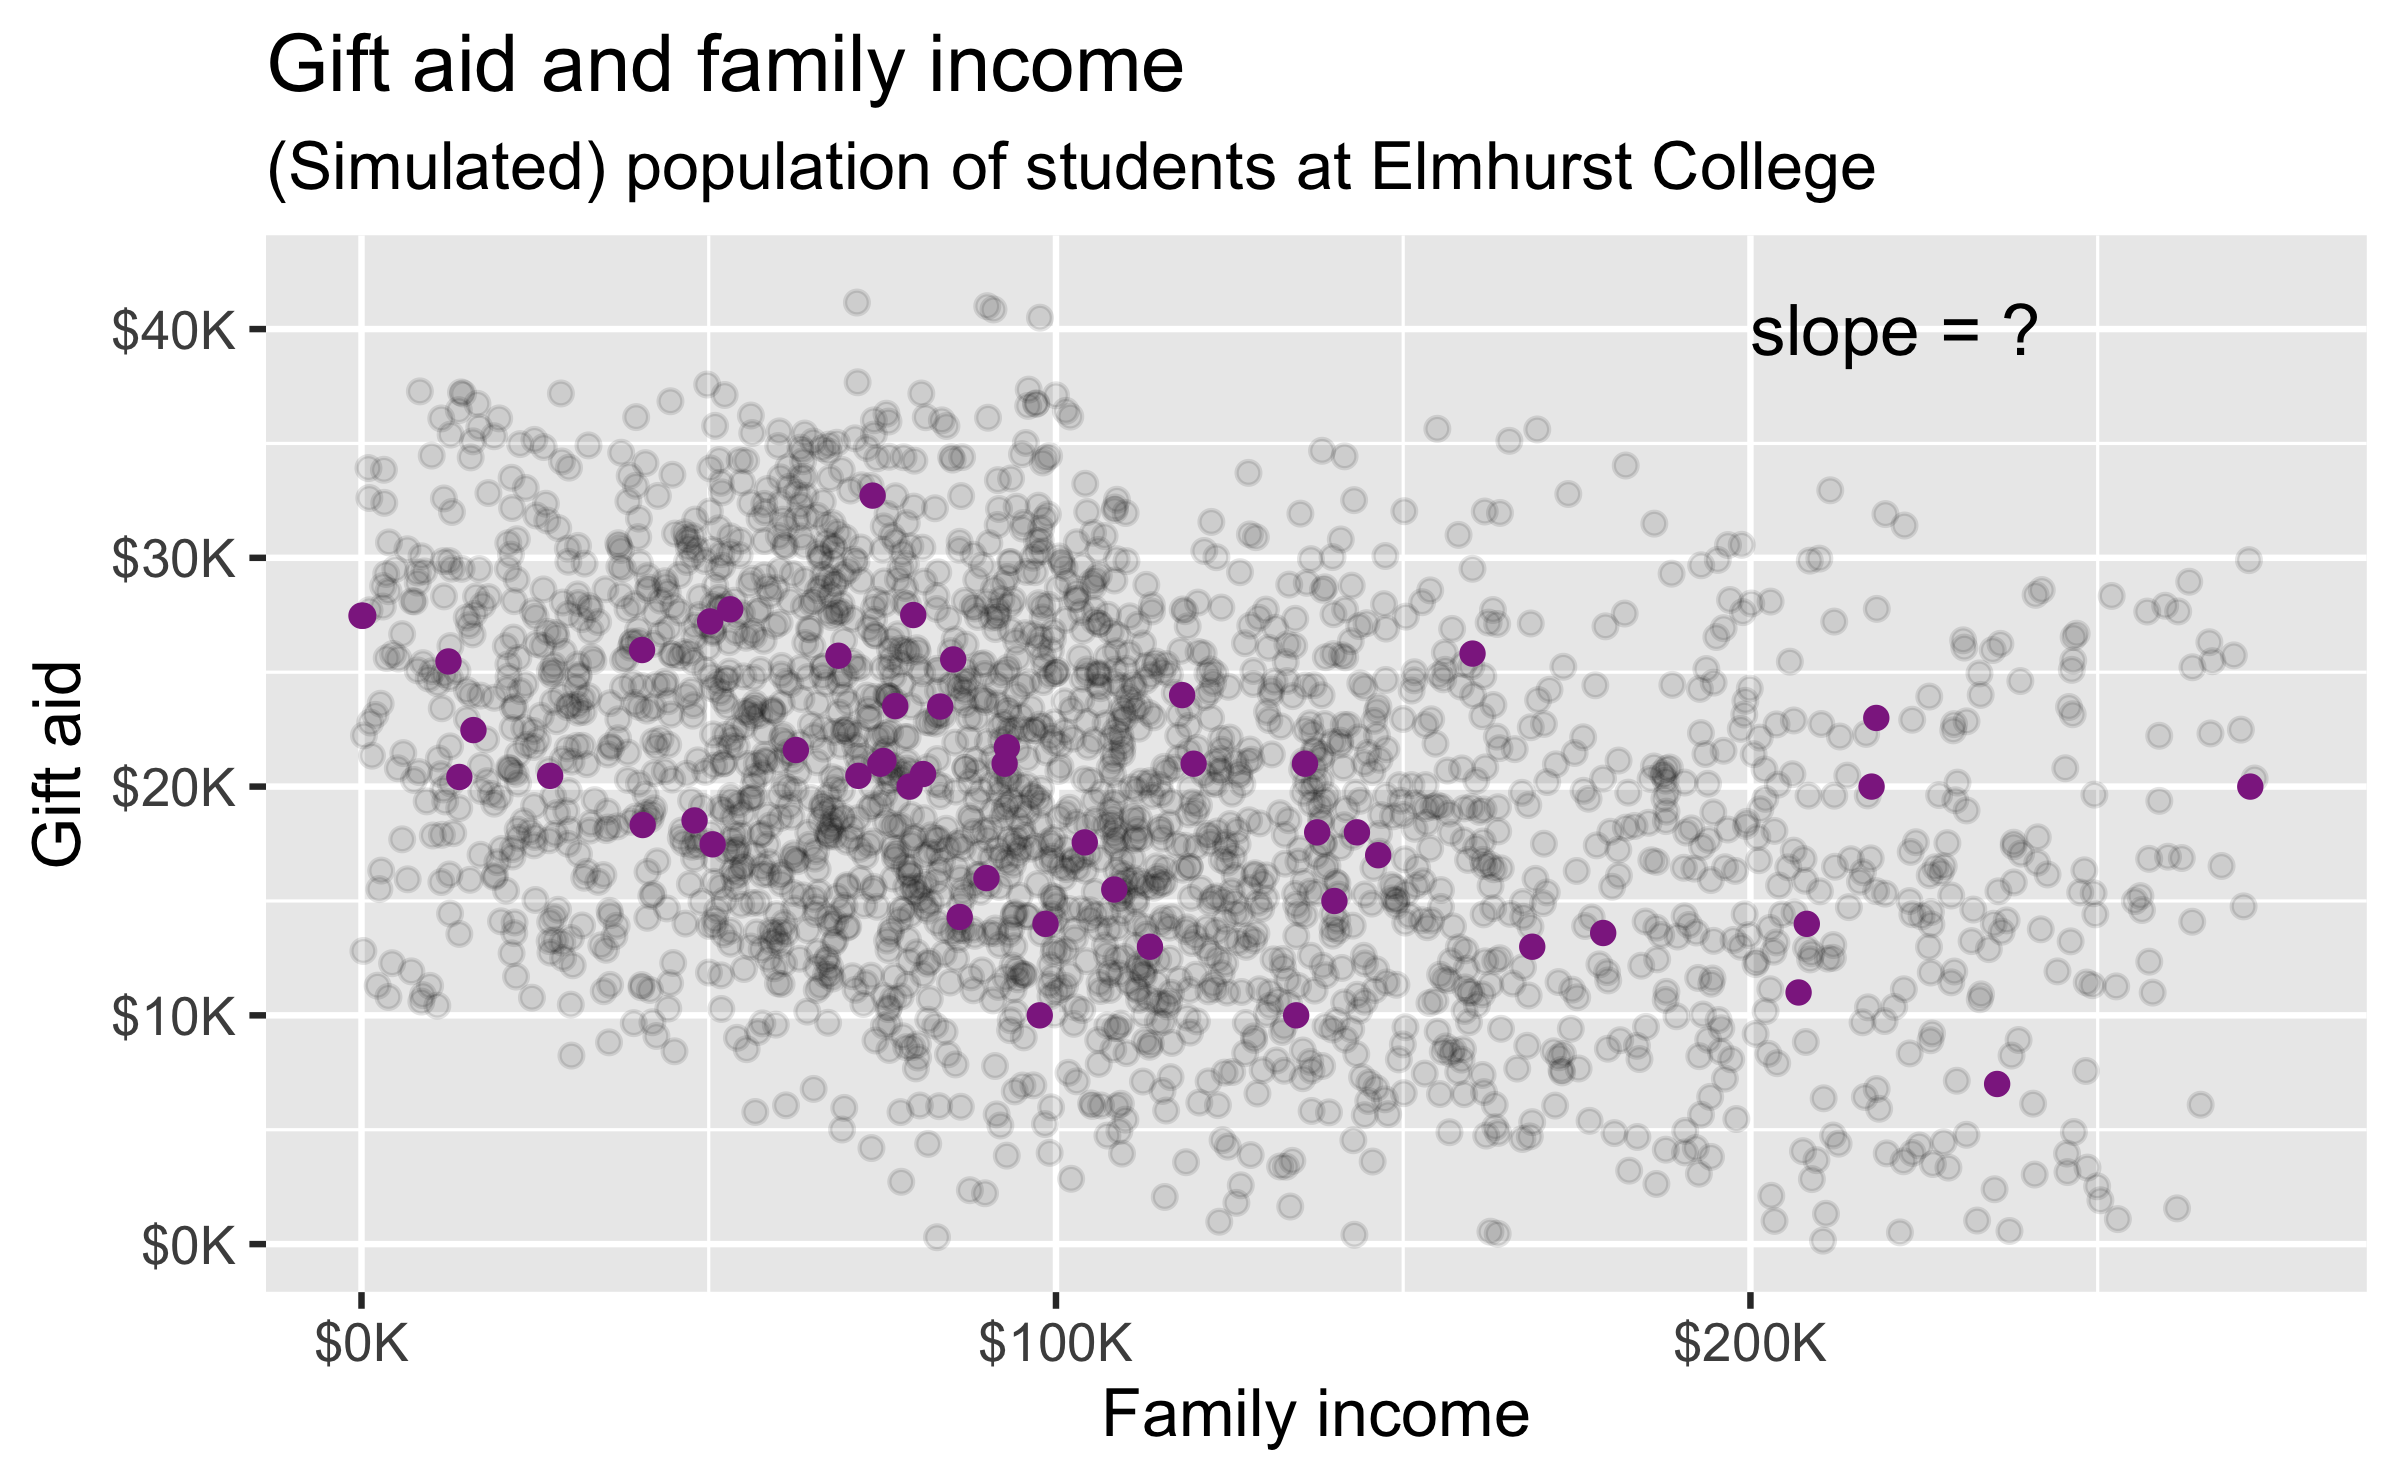 Gift aid and family income
(Simulated) population of students at Elmhurst College
slope = ?
$40K
$30K
$20K
$10K
$0K
Gift aid
$0K
$100K
$200K
Family income